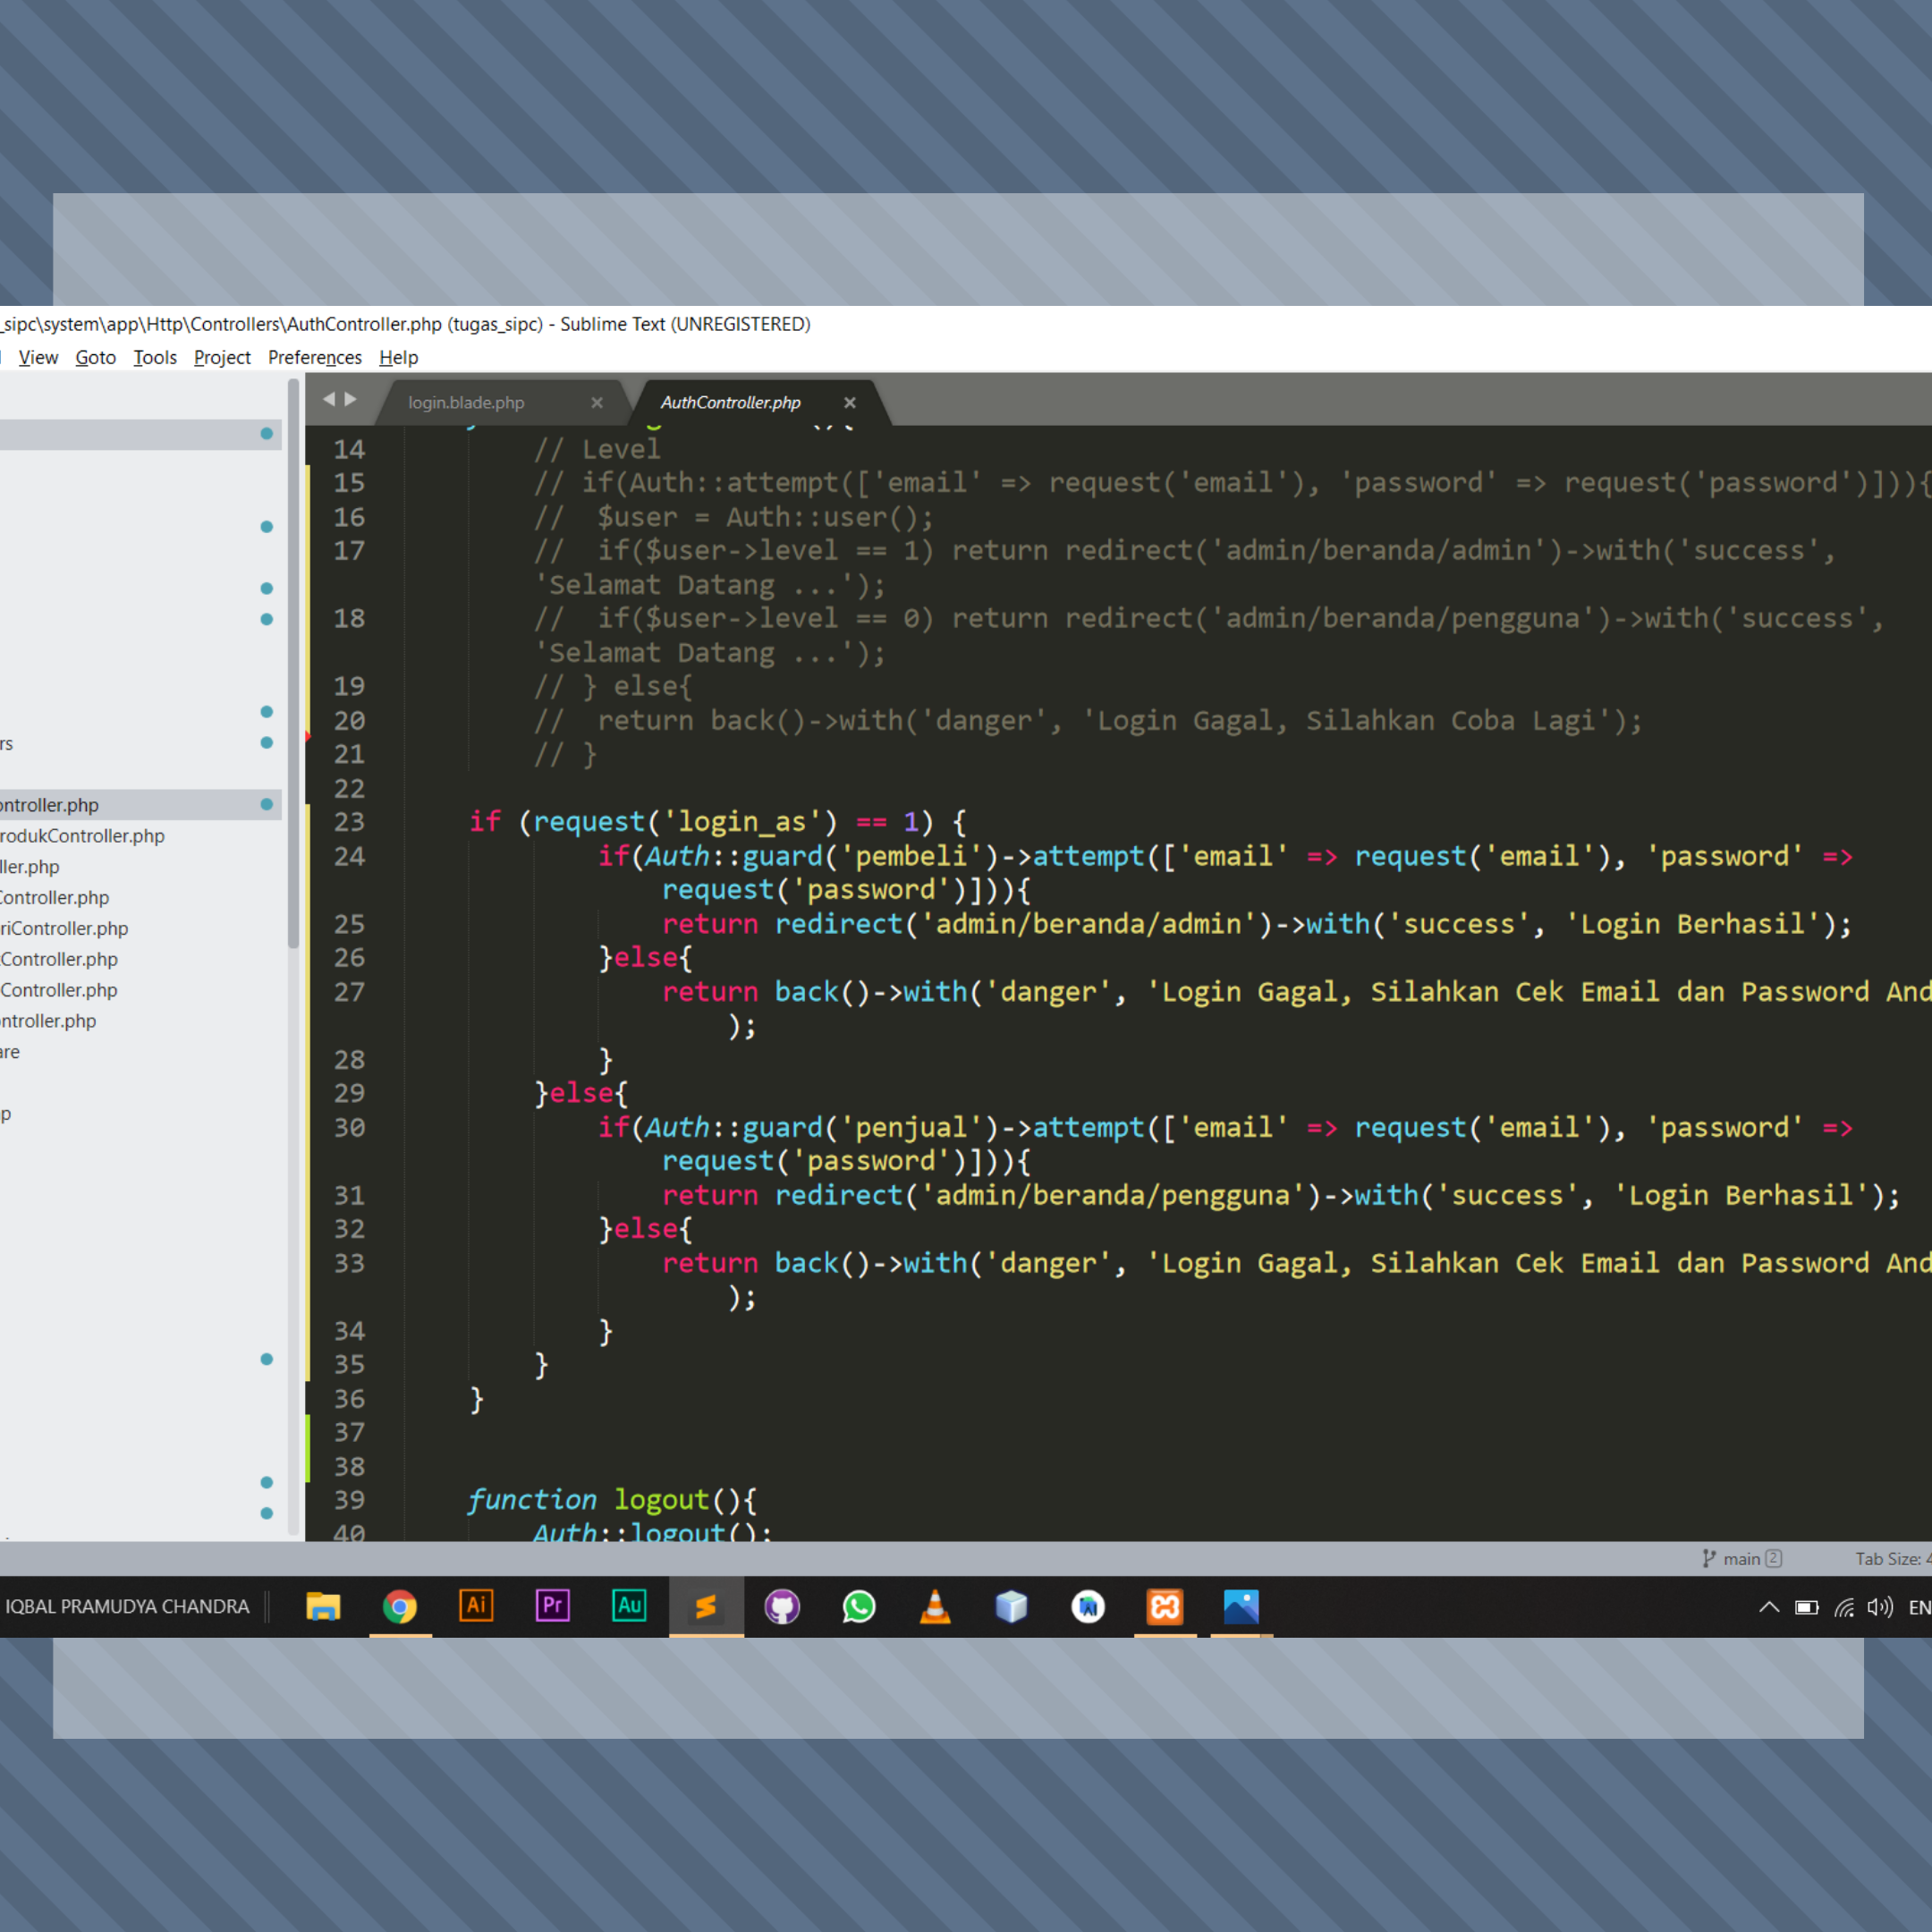 _sipc\system\app\Http\Controllers\AuthController.php (tugas_sipc) - Sublime Text (UNREGISTERED)
View Goto Tools Project Preferences Help
login.blade.php × AuthController.php ×
rs
ontroller.php
rodukController.php
ller.php
Controller.php
riController.php
Controller.php
Controller.php
ntroller.php
are
p
14 // Level
15 // if(Auth::attempt(['email' => request('email'), 'password' => request('password')])){
16 //  $user = Auth::user();
17 //  if($user->level == 1) return redirect('admin/beranda/admin')->with('success',
'Selamat Datang ...');
18 //  if($user->level == 0) return redirect('admin/beranda/pengguna')->with('success',
'Selamat Datang ...');
19 // } else{
20 //  return back()->with('danger', 'Login Gagal, Silahkan Coba Lagi');
21 // }
22
23 if (request('login_as') == 1) {
24 if(Auth::guard('pembeli')->attempt(['email' => request('email'), 'password' =>
request('password')])){
25 return redirect('admin/beranda/admin')->with('success', 'Login Berhasil');
26 }else{
27 return back()->with('danger', 'Login Gagal, Silahkan Cek Email dan Password And
);
28 }
29 }else{
30 if(Auth::guard('penjual')->attempt(['email' => request('email'), 'password' =>
request('password')])){
31 return redirect('admin/beranda/pengguna')->with('success', 'Login Berhasil');
32 }else{
33 return back()->with('danger', 'Login Gagal, Silahkan Cek Email dan Password And
);
34 }
35 }
36 }
37
38
39 function logout(){
40 Auth::logout();
main 2 Tab Size: 4
IQBAL PRAMUDYA CHANDRA Ai Pr Au EN